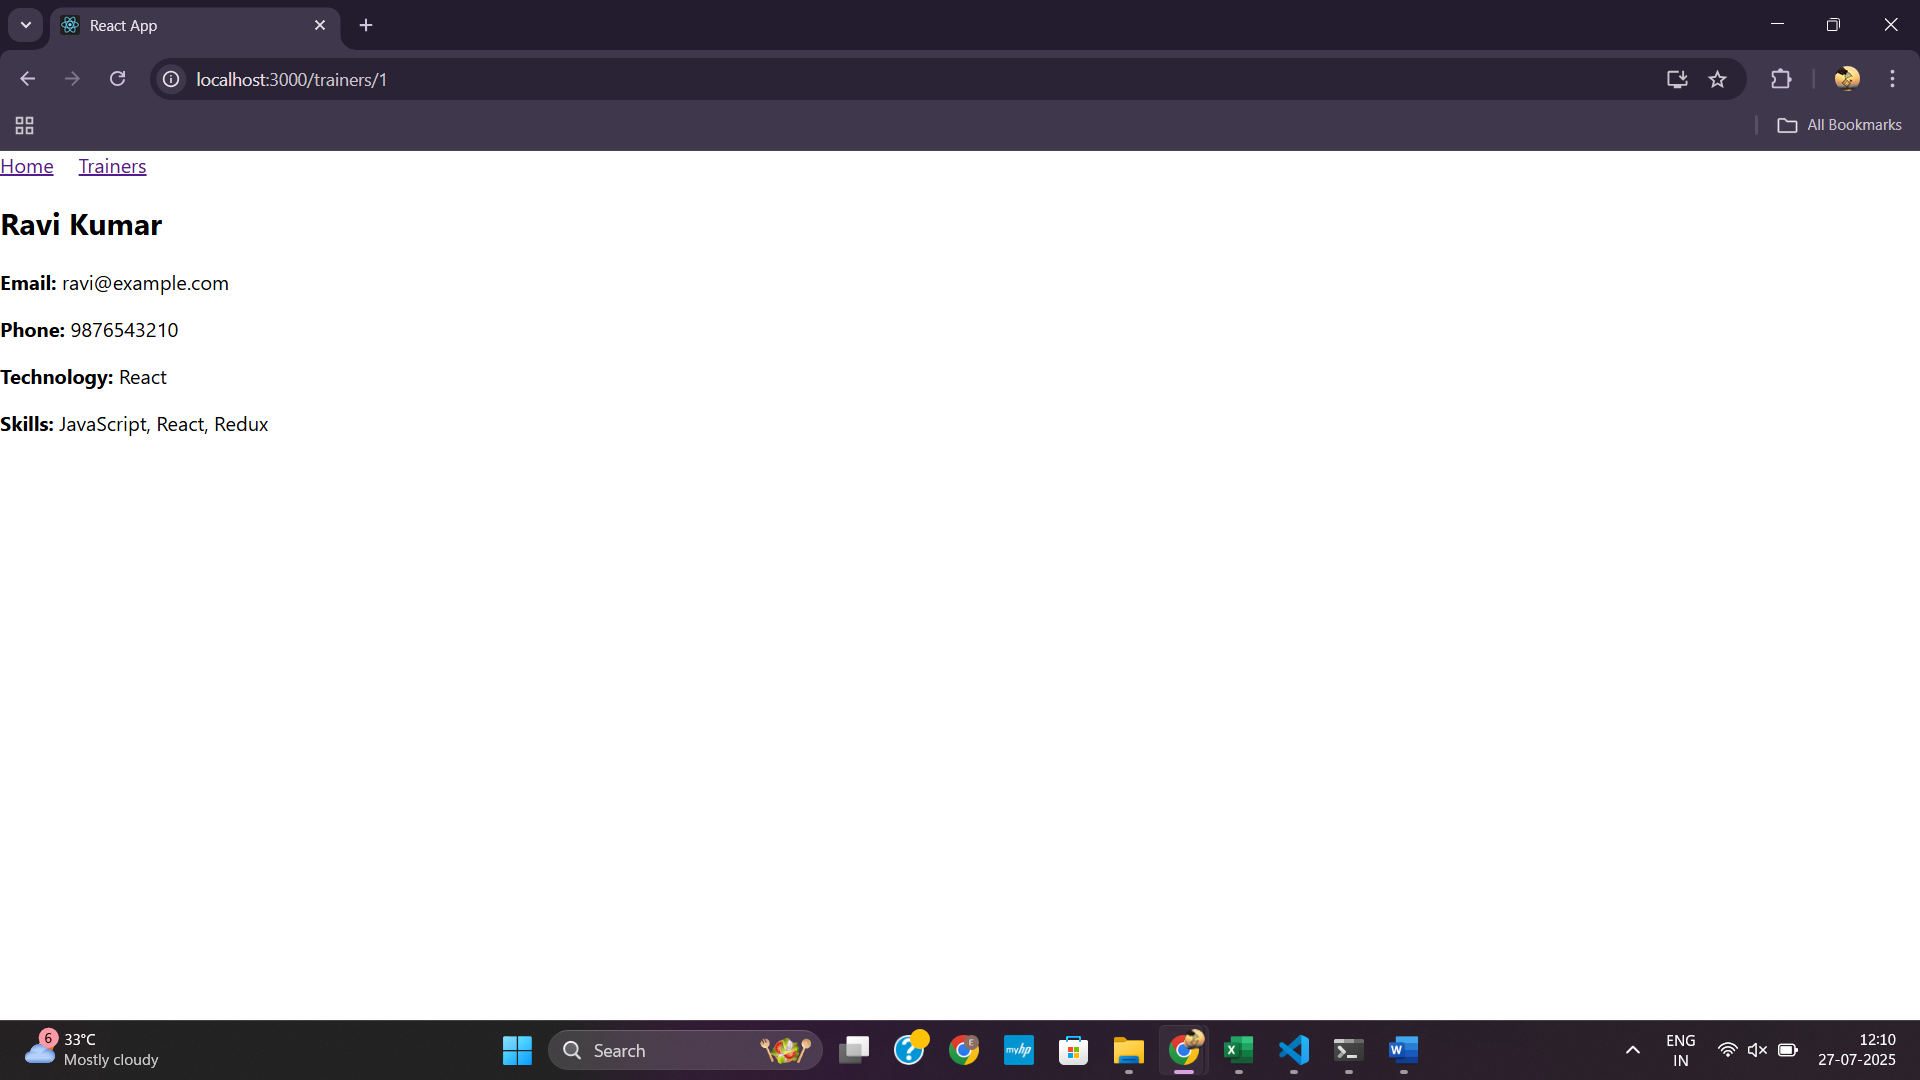 React App
localhost:3000/trainers/1
All Bookmarks
Home Trainers
Ravi Kumar
Email: ravi@example.com
Phone: 9876543210
Technology: React
Skills: JavaScript, React, Redux
6
33°C
Mostly cloudy
Search
E
myhp
X
W
ENG
IN
12:10
27-07-2025